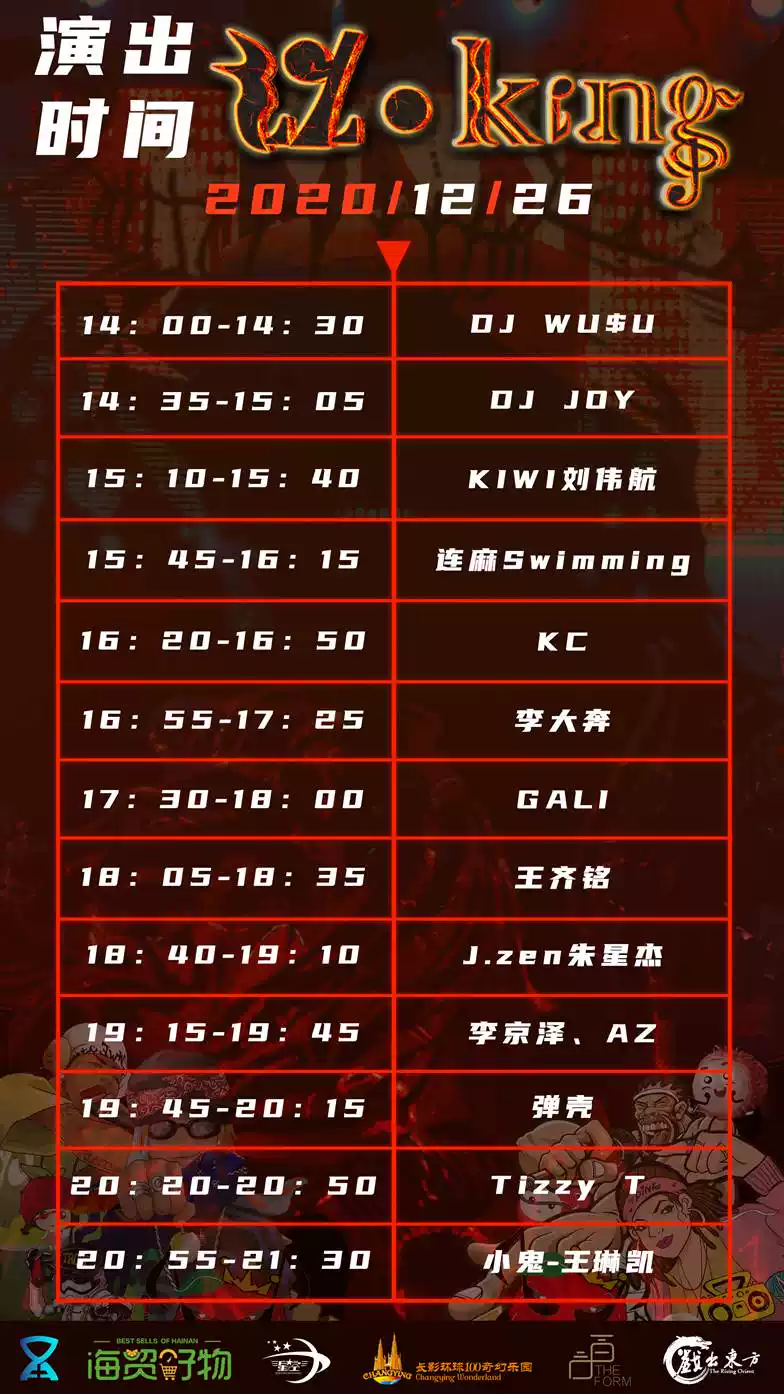 演出
时间
说·king
2020/12/26
14: 00-14: 30 DJ WU$U
14: 35-15: 05 DJ JOY
15: 10-15: 40 KIWI刘伟航
15: 45-16: 15 连麻Swimming
16: 20-16: 50 KC
16: 55-17: 25 李大奔
17: 30-18: 00 GALI
18: 05-18: 35 王齐铭
18: 40-19: 10 J.zen朱星杰
19: 15-19: 45 李京泽、AZ
19: 45-20: 15 弹壳
20: 20-20: 50 Tizzy T
20: 55-21: 30 小鬼-王琳凯
BEST SELLS OF HAINAN
海贸好物
星空
CHANGYING
长影环球100奇幻乐园
Changying Wonderland
THE
FORM
戲出東方
The Rising Orient